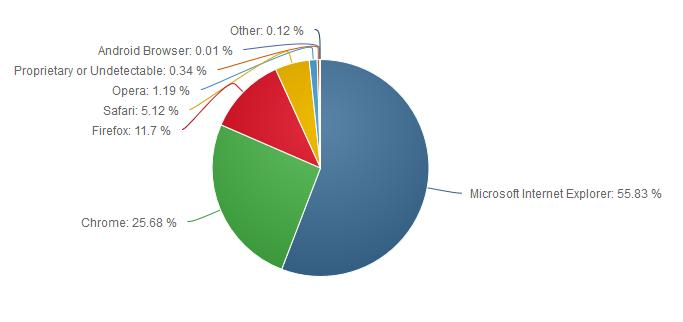 Other: 0.12 %
Android Browser: 0.01 %
Proprietary or Undetectable: 0.34 %
Opera: 1.19 %
Safari: 5.12 %
Firefox: 11.7 %
Microsoft Internet Explorer: 55.83 %
Chrome: 25.68 %